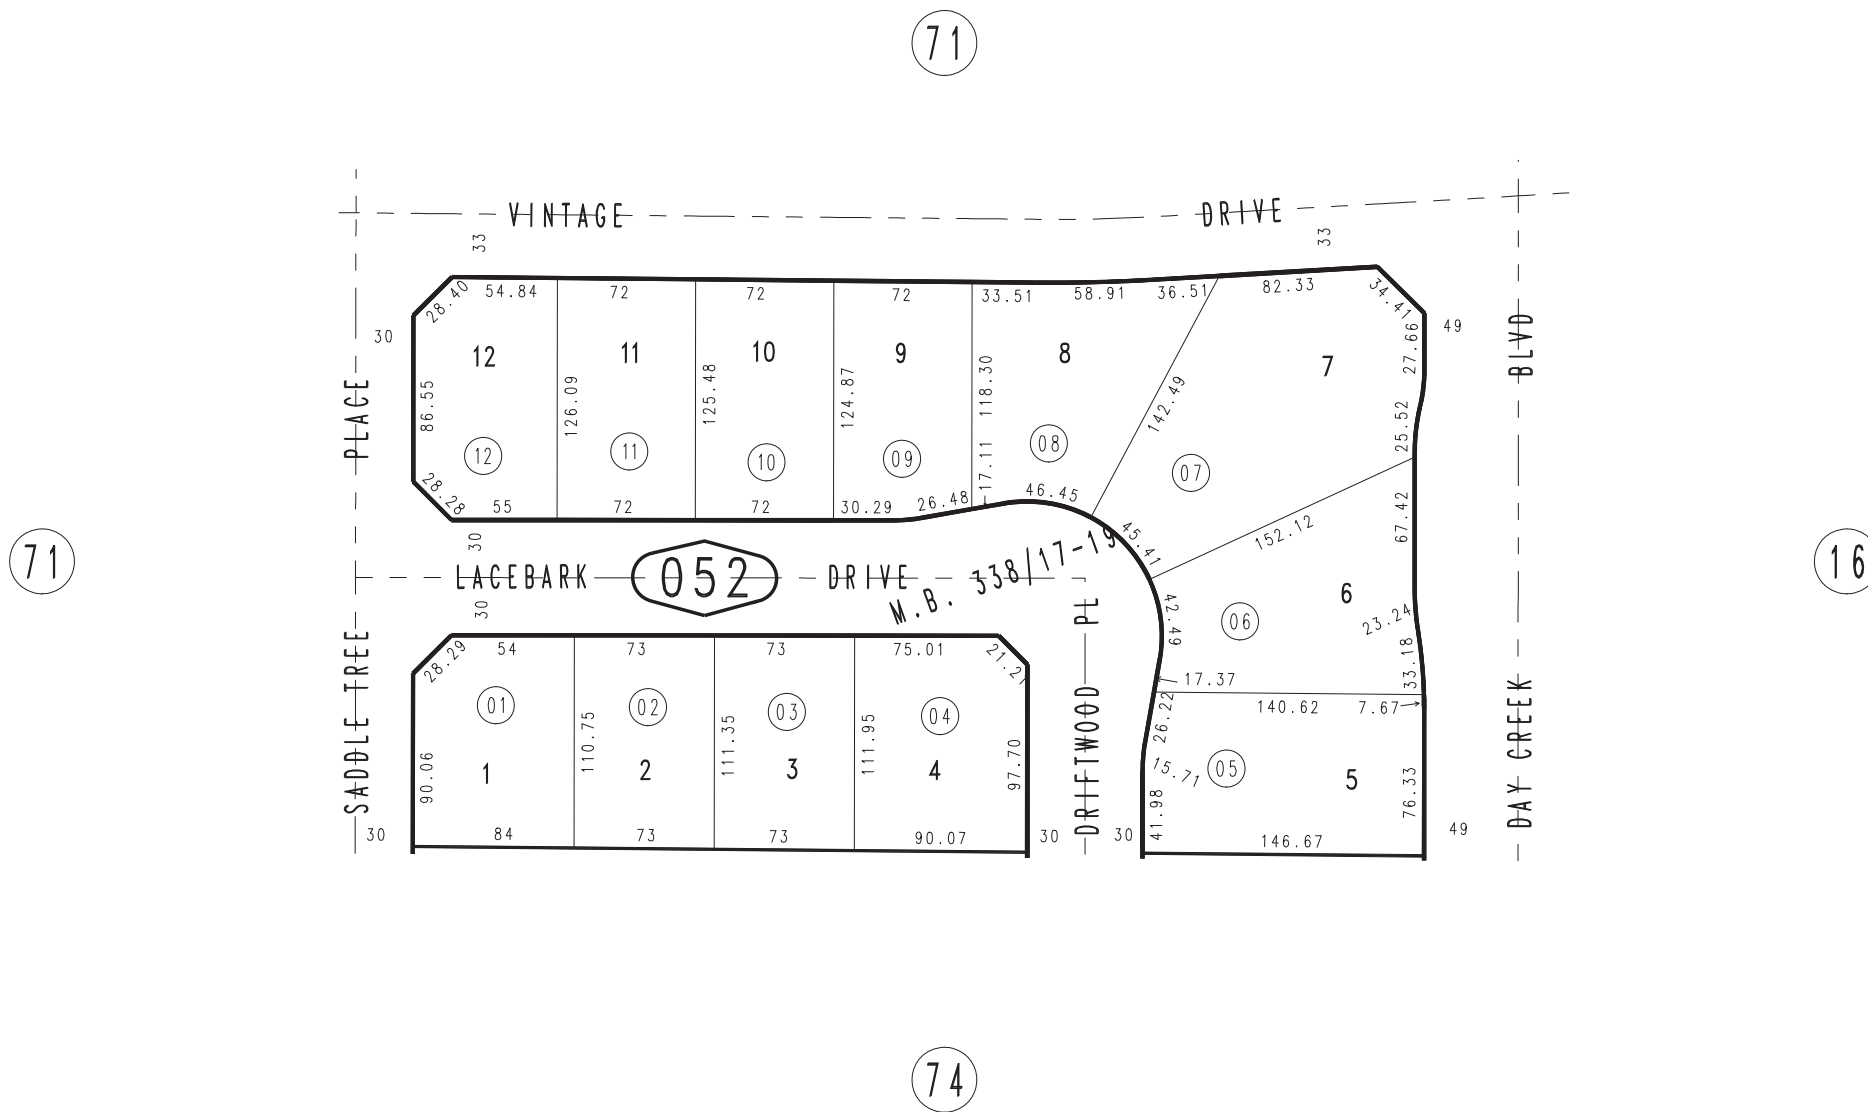 71
VINTAGE DRIVE
33 33
28.40 54.84 72 72 72 33.51 58.91 36.51 82.33 34.41
30 49
12 11 10 9 8 7
86.55 126.09 125.48 124.87 118.30 142.49 27.66
PLACE BLVD
12 11 10 09 17.11 08 07 25.52
28.28 55 72 72 30.29 26.48 46.45 45.41 152.12 67.42
71 16
30
LACEBARK 052 DRIVE
M.B. 338/17-19
30 PL
42.49 06 6 23.24
28.29 54 73 73 75.01 21.21
17.37 33.18
SADDLE TREE
01 02 03 04
26.22 140.62 7.67
90.06 110.75 111.35 111.95 97.70
1 2 3 4
DRIFTWOOD
15.71 05 5
41.98 76.33
DAY CREEK
30 84 73 73 90.07 30 30 146.67 49
74